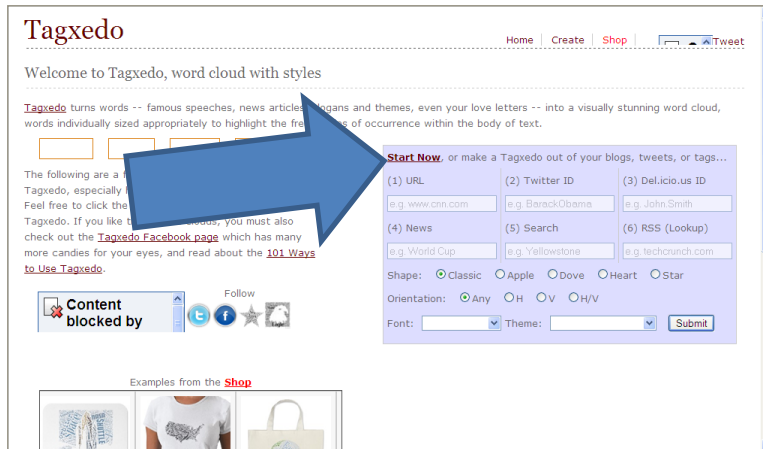 Tagxedo
Home Create Shop Tweet
Welcome to Tagxedo, word cloud with styles
Tagxedo turns words -- famous speeches, news articles, slogans and themes, even your love letters -- into a visually stunning word cloud,
words individually sized appropriately to highlight the of occurrence within the body of text.
The following are a
Tagxedo, especially
Feel free to click the
Tagxedo. If you like you must also
check out the Tagxedo Facebook page which has many
more candies for your eyes, and read about the 101 Ways
to Use Tagxedo.
Start Now, or make a Tagxedo out of your blogs, tweets, or tags...
(1) URL (2) Twitter ID (3) Del.icio.us ID
e.g. www.cnn.com e.g. BarackObama e.g. John.Smith
(4) News (5) Search (6) RSS (Lookup)
e.g. World Cup e.g. Yellowstone e.g. techcrunch.com
Shape: Classic Apple Dove Heart Star
Orientation: Any H V H/V
Font: Theme: Submit
Follow
Content
blocked by
Examples from the Shop
SHUTTLE